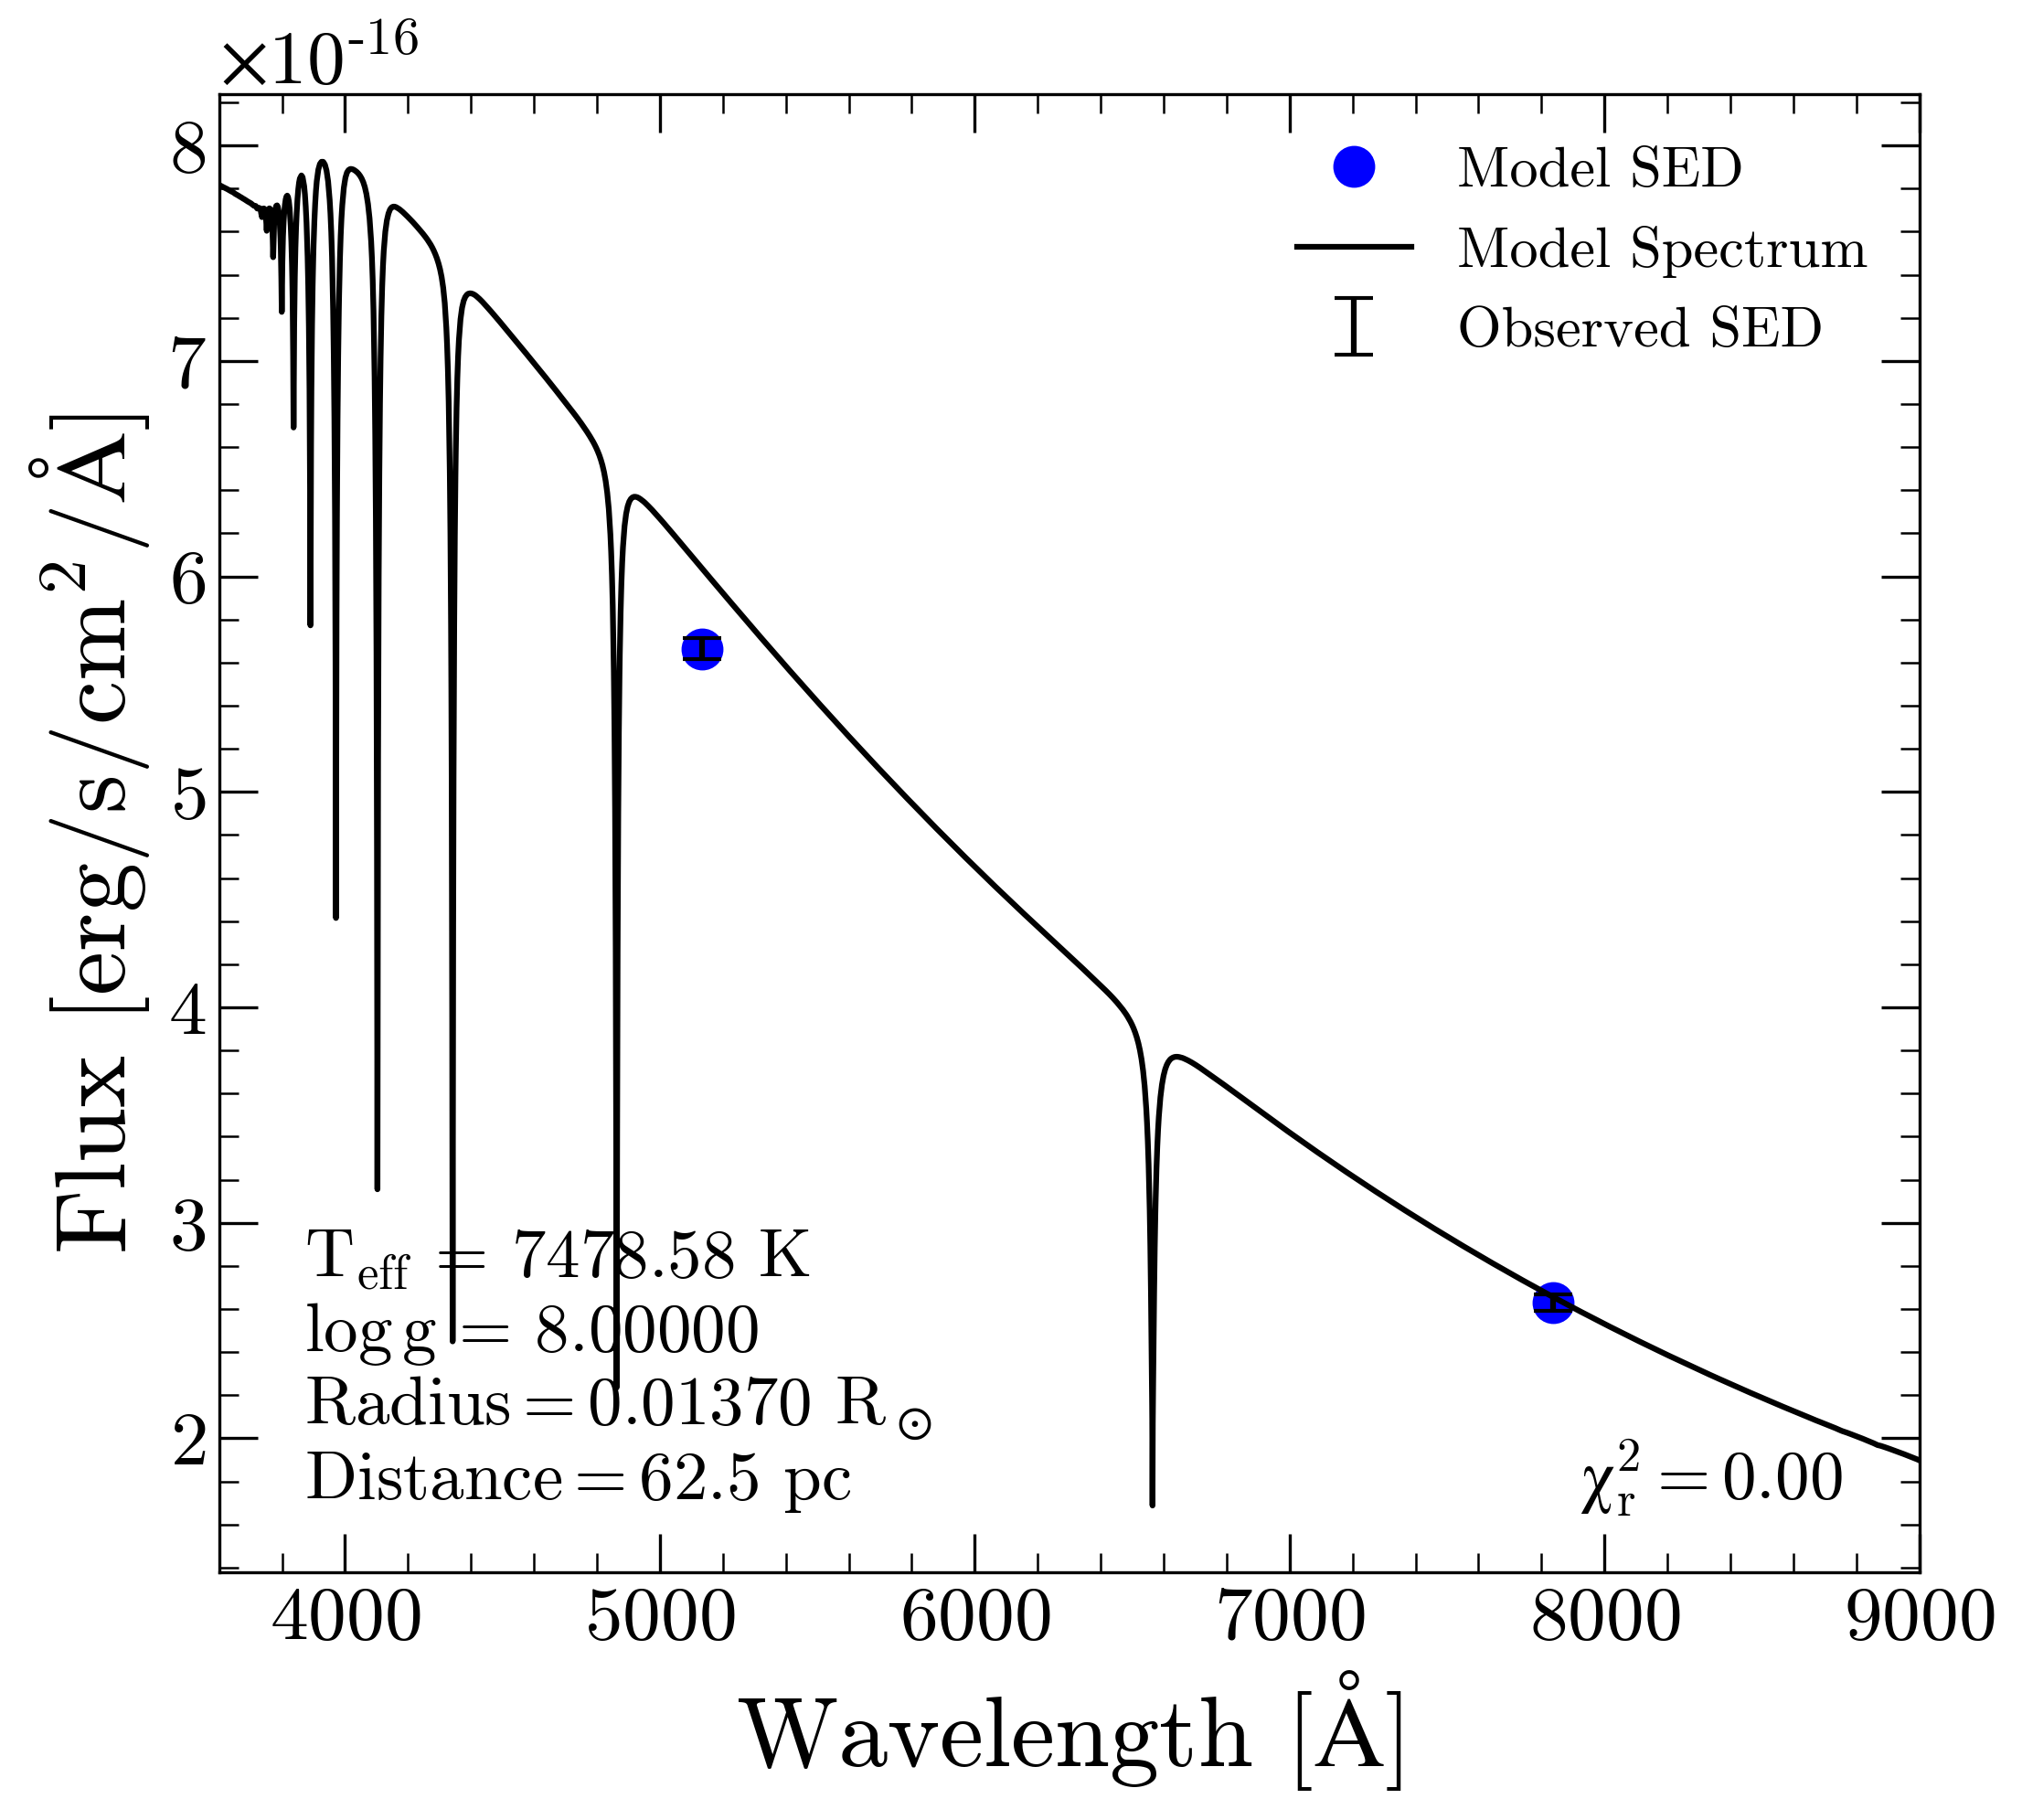 ×10-16
8
7
6
5
4
3
2
Flux [erg/s/cm²/Å]
Model SED
Model Spectrum
Observed SED
Teff = 7478.58 K
log g = 8.00000
Radius = 0.01370 R⊙
Distance = 62.5 pc
χ²r = 0.00
4000 5000 6000 7000 8000 9000
Wavelength [Å]